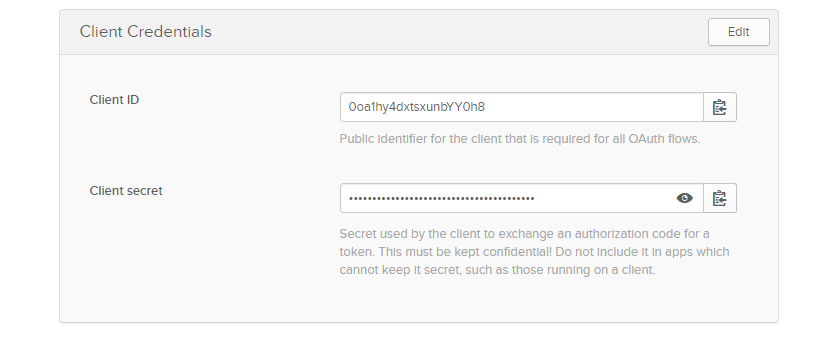 Client Credentials
Edit
Client ID
0oa1hy4dxtsxunbYY0h8
Public identifier for the client that is required for all OAuth flows.
Client secret
••••••••••••••••••••••••••••••••••••••••
Secret used by the client to exchange an authorization code for a
token. This must be kept confidential! Do not include it in apps which
cannot keep it secret, such as those running on a client.